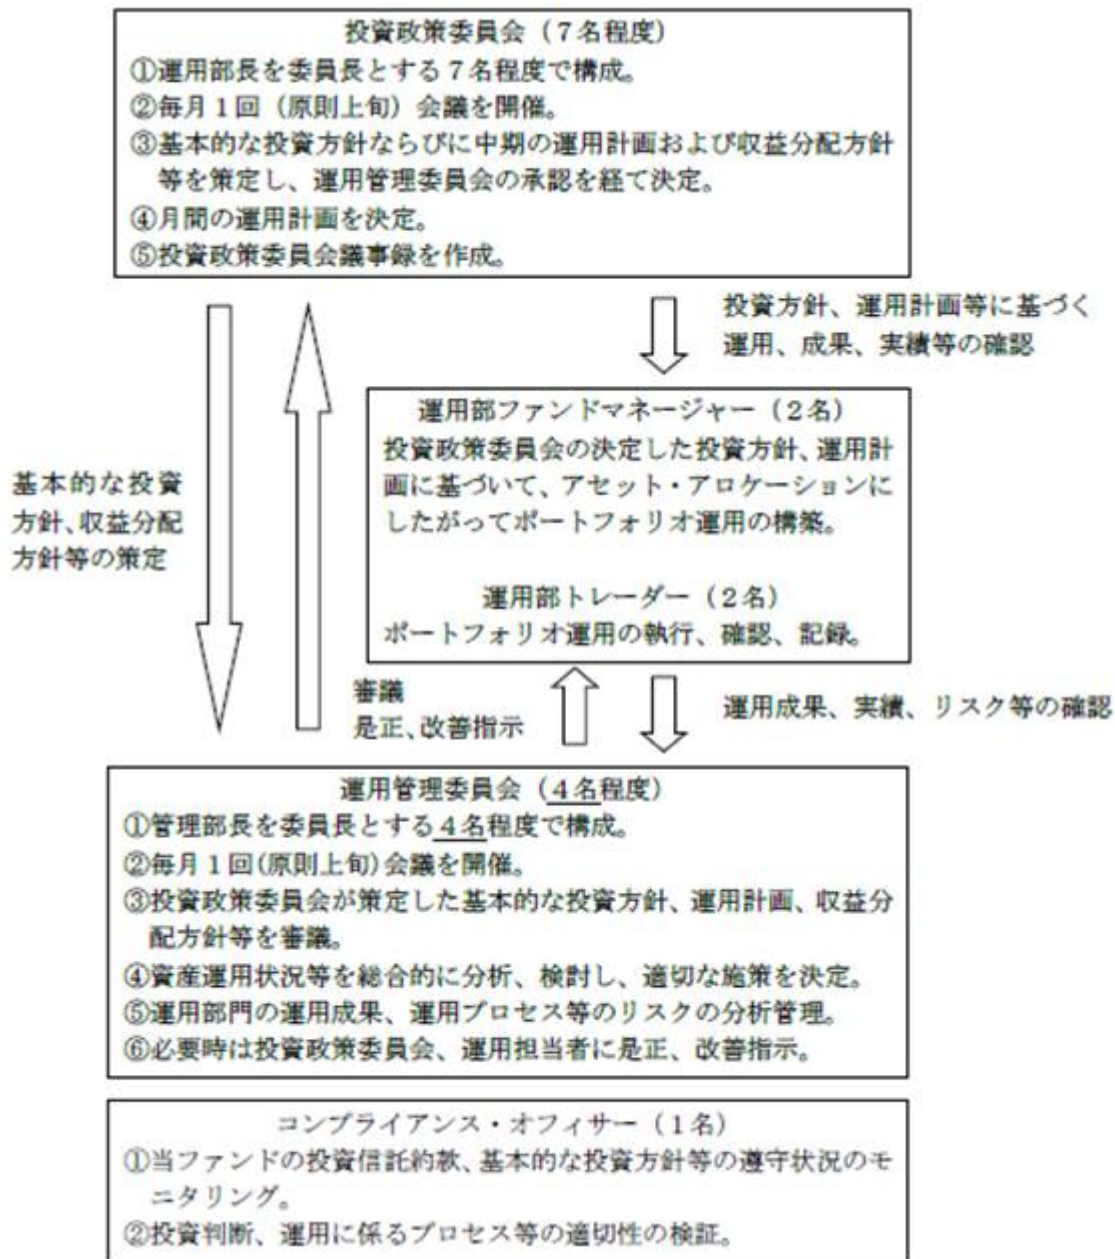 投資政策委員会（７名程度）
①運用部長を委員長とする７名程度で構成。
②毎月１回（原則上旬）会議を開催。
③基本的な投資方針ならびに中期の運用計画および収益分配方針
等を策定し、運用管理委員会の承認を経て決定。
④月間の運用計画を決定。
⑤投資政策委員会議事録を作成。
投資方針、運用計画等に基づく
運用、成果、実績等の確認
運用部ファンドマネージャー（２名）
投資政策委員会の決定した投資方針、運用計
画に基づいて、アセット・アロケーションに
したがってポートフォリオ運用の構築。
運用部トレーダー（２名）
ポートフォリオ運用の執行、確認、記録。
基本的な投資
方針、収益分配
方針等の策定
審議
是正、改善指示
運用成果、実績、リスク等の確認
運用管理委員会（４名程度）
①管理部長を委員長とする４名程度で構成。
②毎月１回(原則上旬)会議を開催。
③投資政策委員会が策定した基本的な投資方針、運用計画、収益分
配方針等を審議。
④資産運用状況等を総合的に分析、検討し、適切な施策を決定。
⑤運用部門の運用成果、運用プロセス等のリスクの分析管理。
⑥必要時は投資政策委員会、運用担当者に是正、改善指示。
コンプライアンス・オフィサー（１名）
①当ファンドの投資信託約款、基本的な投資方針等の遵守状況のモ
ニタリング。
②投資判断、運用に係るプロセス等の適切性の検証。